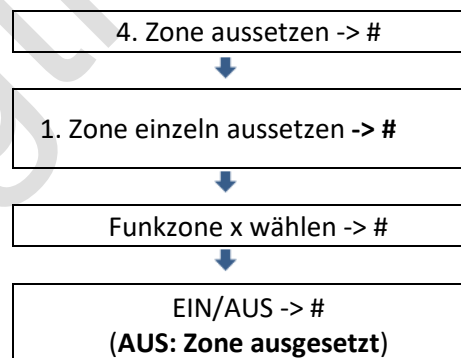 4. Zone aussetzen -> #
1. Zone einzeln aussetzen -> #
Funkzone x wählen -> #
EIN/AUS -> #
(AUS: Zone ausgesetzt)